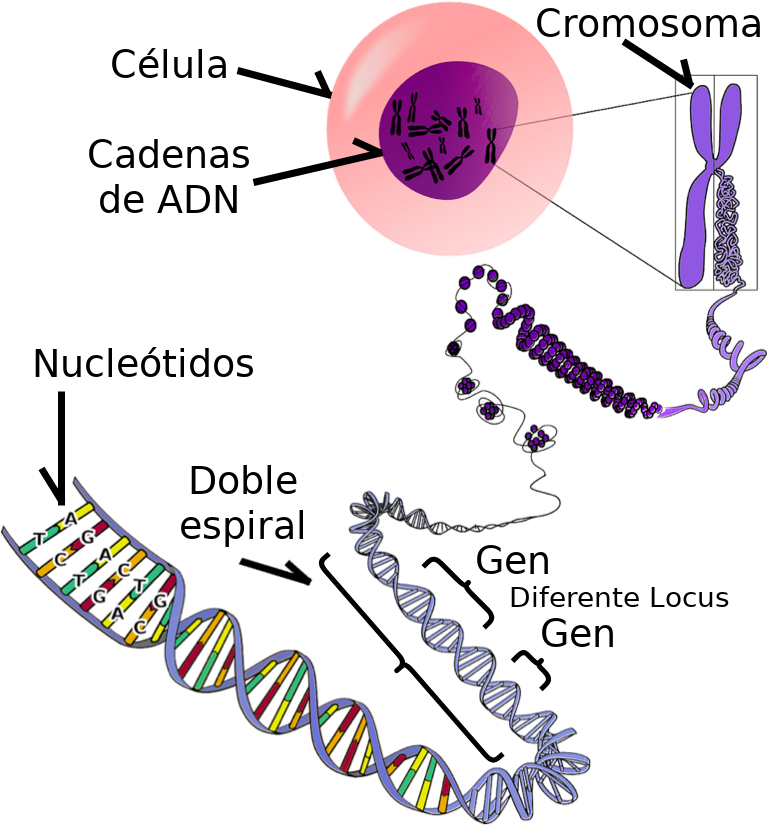 Cromosoma
Célula
Cadenas
de ADN
Nucleótidos
Doble
espiral
Gen
Diferente Locus
Gen
T A
C G
T A
G C
A T
C G